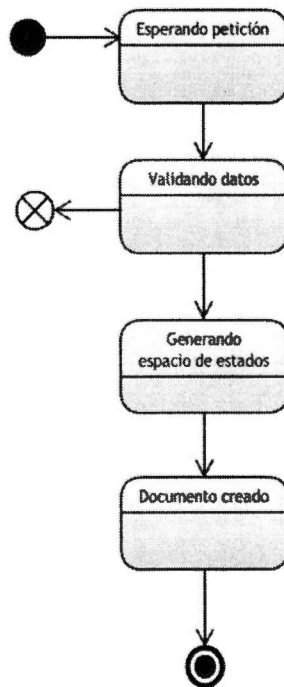 Esperando petición
Validando datos
Generando
espacio de estados
Documento creado